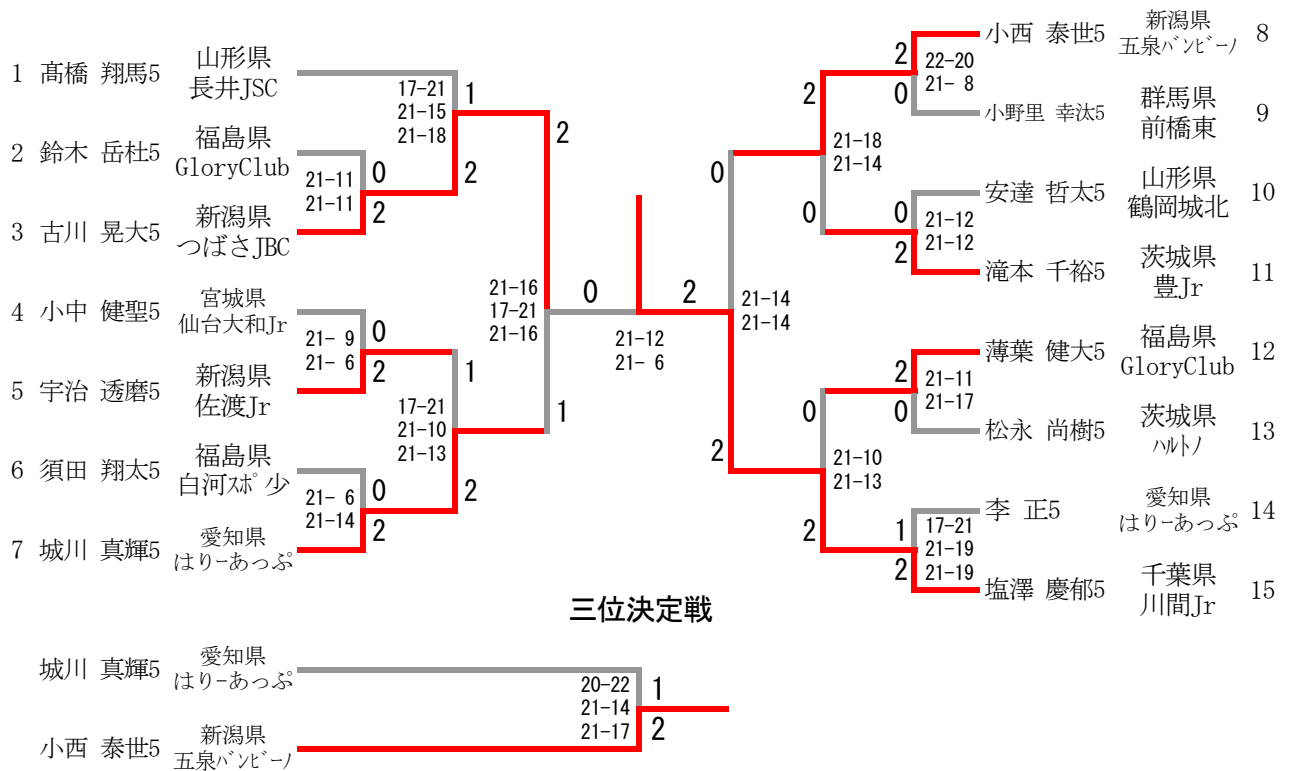 1 髙橋 翔馬5 山形県
長井JSC
2 鈴木 岳杜5 福島県
GloryClub
3 古川 晃大5 新潟県
つばさJBC
4 小中 健聖5 宮城県
仙台大和Jr
5 宇治 透磨5 新潟県
佐渡Jr
6 須田 翔太5 福島県
白河ｽﾎﾟ少
7 城川 真輝5 愛知県
はりーあっぷ
17-21
21-15
21-18
1
2
21-11
21-11
0
2
21- 9
21- 6
0
2
17-21
21-10
21-13
1
2
21- 6
21-14
0
2
2
21-16
17-21
21-16
1
0
2
21-12
21- 6
0
21-14
21-14
2
2
21-18
21-14
0
0
21-10
21-13
2
2
22-20
21- 8
0
0
21-12
21-12
2
2
21-11
21-17
0
1
17-21
21-19
21-19
2
小西 泰世5 新潟県
五泉ﾊﾞﾝﾋﾞｰﾉ 8
小野里 幸汰5 群馬県
前橋東 9
安達 哲太5 山形県
鶴岡城北 10
滝本 千裕5 茨城県
豊Jr 11
薄葉 健大5 福島県
GloryClub 12
松永 尚樹5 茨城県
ﾊﾙﾄﾉ 13
李 正5 愛知県
はりーあっぷ 14
塩澤 慶郁5 千葉県
川間Jr 15
三位決定戦
城川 真輝5 愛知県
はりーあっぷ
小西 泰世5 新潟県
五泉ﾊﾞﾝﾋﾞｰﾉ
20-22
21-14
21-17
1
2